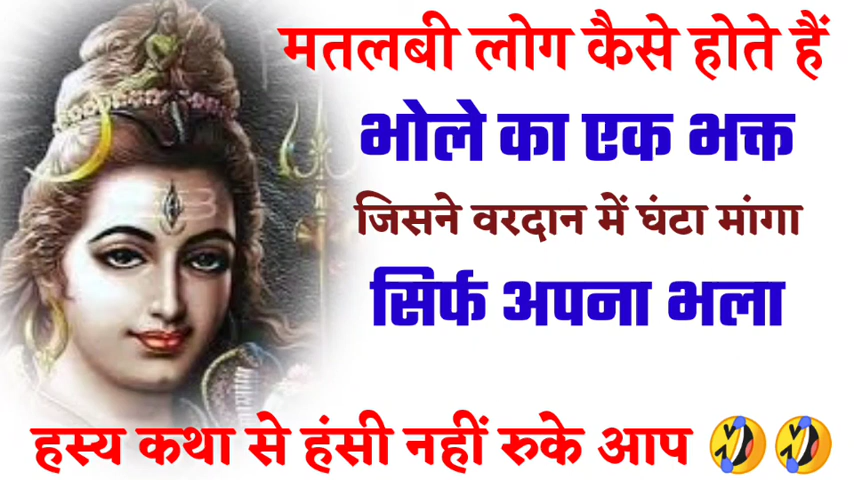 मतलबी लोग कैसे होते हैं
भोले का एक भक्त
जिसने वरदान में घंटा मांगा
सिर्फ अपना भला
हस्य कथा से हंसी नहीं रुके आप 🤣🤣